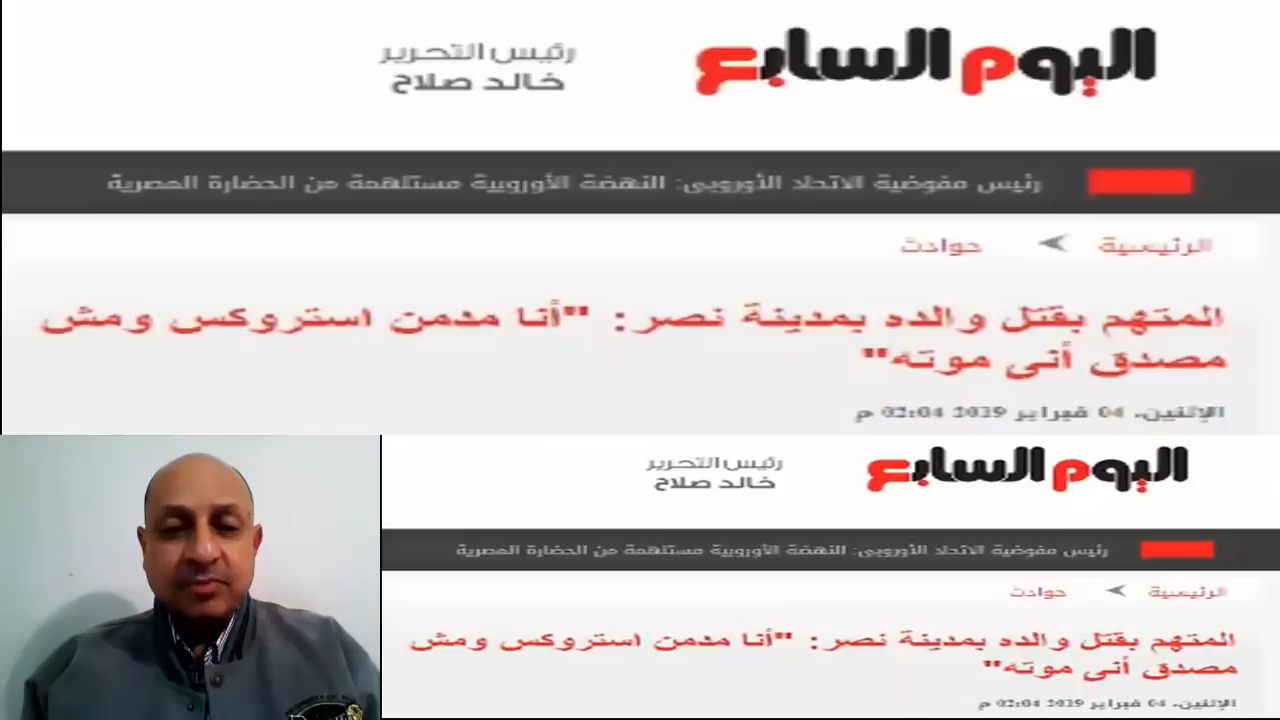 اليوم السابع
رئيس التحرير
خالد صلاح
رئيس مفوضية الاتحاد الأوروبى: النهضة الأوروبية مستلهمة من الحضارة المصرية
الرئيسية
حوادث
المتهم بقتل والده بمدينة نصر: "أنا مدمن استروكس ومش
مصدق أنى موته"
الإثنين، 04 فبراير 2019 02:04 م
اليوم السابع
رئيس التحرير
خالد صلاح
رئيس مفوضية الاتحاد الأوروبى: النهضة الأوروبية مستلهمة من الحضارة المصرية
الرئيسية
حوادث
المتهم بقتل والده بمدينة نصر: "أنا مدمن استروكس ومش
مصدق أنى موته"
الإثنين، 04 فبراير 2019 02:04 م